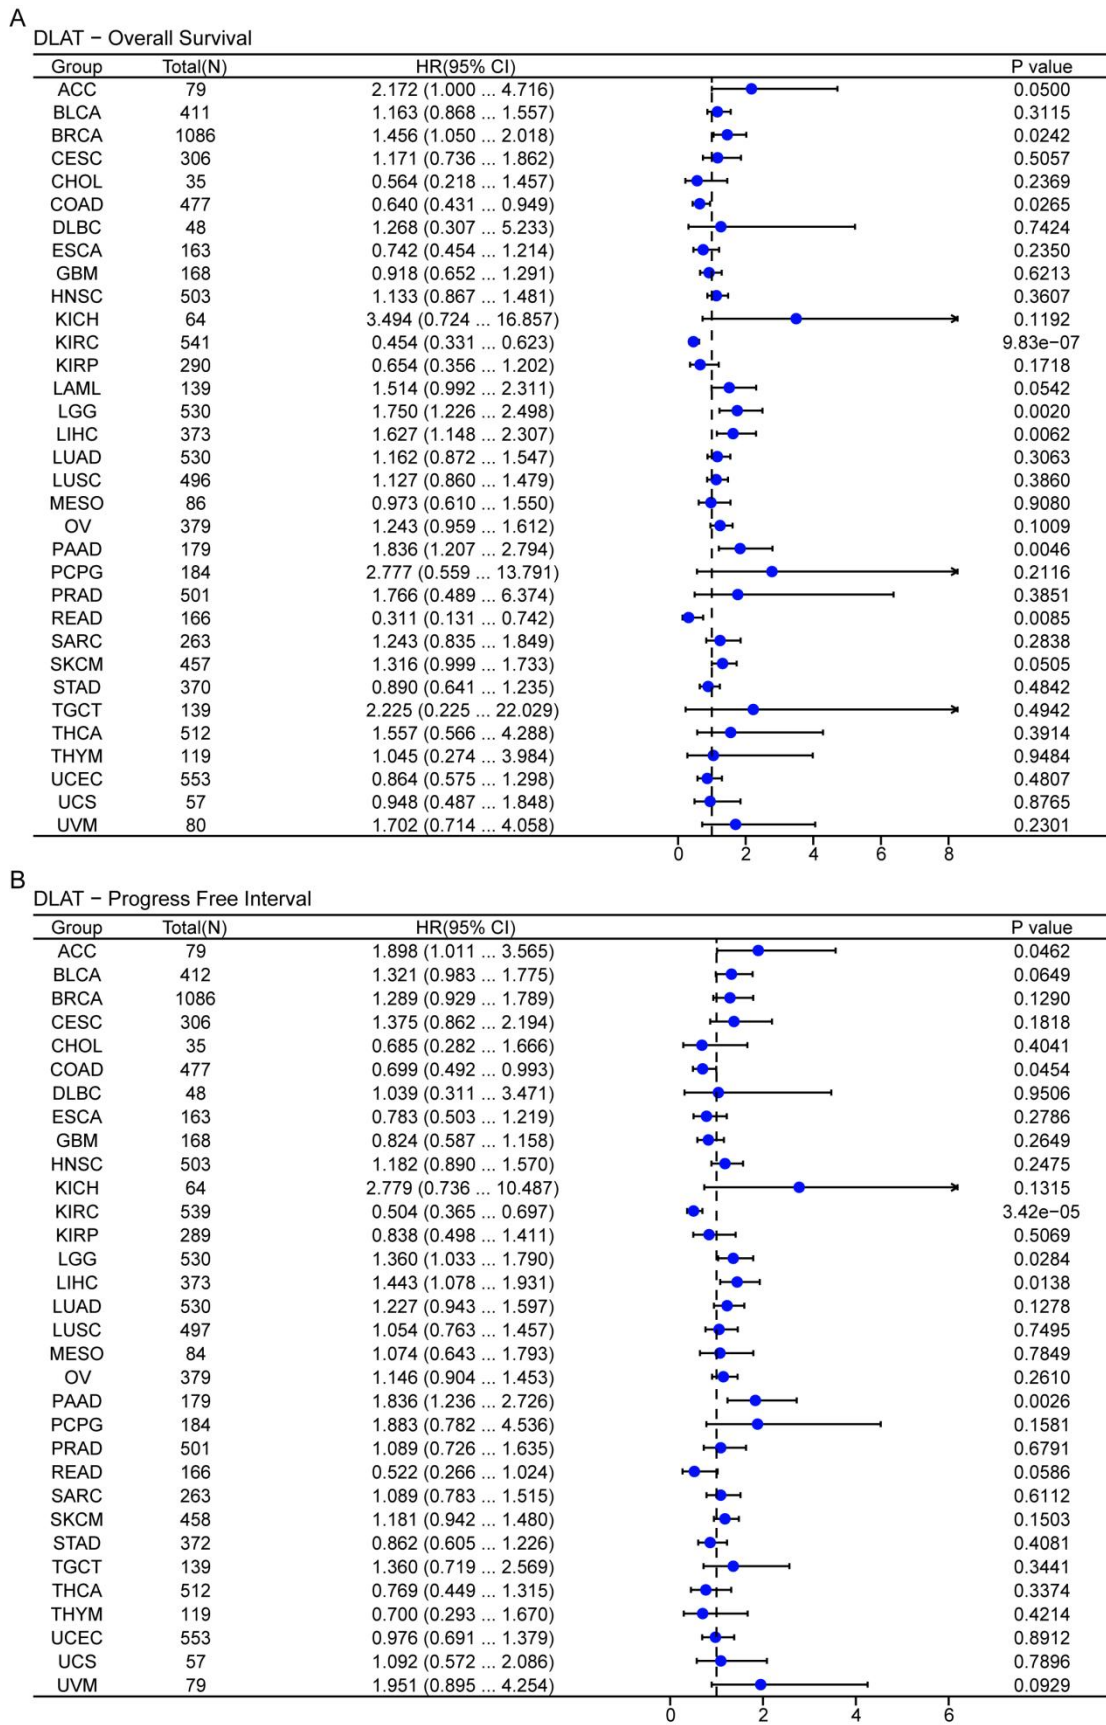 A
DLAT − Overall Survival
Group Total(N) HR(95% CI) P value
ACC 79 2.172 (1.000 ... 4.716) 0.0500
BLCA 411 1.163 (0.868 ... 1.557) 0.3115
BRCA 1086 1.456 (1.050 ... 2.018) 0.0242
CESC 306 1.171 (0.736 ... 1.862) 0.5057
CHOL 35 0.564 (0.218 ... 1.457) 0.2369
COAD 477 0.640 (0.431 ... 0.949) 0.0265
DLBC 48 1.268 (0.307 ... 5.233) 0.7424
ESCA 163 0.742 (0.454 ... 1.214) 0.2350
GBM 168 0.918 (0.652 ... 1.291) 0.6213
HNSC 503 1.133 (0.867 ... 1.481) 0.3607
KICH 64 3.494 (0.724 ... 16.857) 0.1192
KIRC 541 0.454 (0.331 ... 0.623) 9.83e−07
KIRP 290 0.654 (0.356 ... 1.202) 0.1718
LAML 139 1.514 (0.992 ... 2.311) 0.0542
LGG 530 1.750 (1.226 ... 2.498) 0.0020
LIHC 373 1.627 (1.148 ... 2.307) 0.0062
LUAD 530 1.162 (0.872 ... 1.547) 0.3063
LUSC 496 1.127 (0.860 ... 1.479) 0.3860
MESO 86 0.973 (0.610 ... 1.550) 0.9080
OV 379 1.243 (0.959 ... 1.612) 0.1009
PAAD 179 1.836 (1.207 ... 2.794) 0.0046
PCPG 184 2.777 (0.559 ... 13.791) 0.2116
PRAD 501 1.766 (0.489 ... 6.374) 0.3851
READ 166 0.311 (0.131 ... 0.742) 0.0085
SARC 263 1.243 (0.835 ... 1.849) 0.2838
SKCM 457 1.316 (0.999 ... 1.733) 0.0505
STAD 370 0.890 (0.641 ... 1.235) 0.4842
TGCT 139 2.225 (0.225 ... 22.029) 0.4942
THCA 512 1.557 (0.566 ... 4.288) 0.3914
THYM 119 1.045 (0.274 ... 3.984) 0.9484
UCEC 553 0.864 (0.575 ... 1.298) 0.4807
UCS 57 0.948 (0.487 ... 1.848) 0.8765
UVM 80 1.702 (0.714 ... 4.058) 0.2301
0 2 4 6 8
B
DLAT − Progress Free Interval
Group Total(N) HR(95% CI) P value
ACC 79 1.898 (1.011 ... 3.565) 0.0462
BLCA 412 1.321 (0.983 ... 1.775) 0.0649
BRCA 1086 1.289 (0.929 ... 1.789) 0.1290
CESC 306 1.375 (0.862 ... 2.194) 0.1818
CHOL 35 0.685 (0.282 ... 1.666) 0.4041
COAD 477 0.699 (0.492 ... 0.993) 0.0454
DLBC 48 1.039 (0.311 ... 3.471) 0.9506
ESCA 163 0.783 (0.503 ... 1.219) 0.2786
GBM 168 0.824 (0.587 ... 1.158) 0.2649
HNSC 503 1.182 (0.890 ... 1.570) 0.2475
KICH 64 2.779 (0.736 ... 10.487) 0.1315
KIRC 539 0.504 (0.365 ... 0.697) 3.42e−05
KIRP 289 0.838 (0.498 ... 1.411) 0.5069
LGG 530 1.360 (1.033 ... 1.790) 0.0284
LIHC 373 1.443 (1.078 ... 1.931) 0.0138
LUAD 530 1.227 (0.943 ... 1.597) 0.1278
LUSC 497 1.054 (0.763 ... 1.457) 0.7495
MESO 84 1.074 (0.643 ... 1.793) 0.7849
OV 379 1.146 (0.904 ... 1.453) 0.2610
PAAD 179 1.836 (1.236 ... 2.726) 0.0026
PCPG 184 1.883 (0.782 ... 4.536) 0.1581
PRAD 501 1.089 (0.726 ... 1.635) 0.6791
READ 166 0.522 (0.266 ... 1.024) 0.0586
SARC 263 1.089 (0.783 ... 1.515) 0.6112
SKCM 458 1.181 (0.942 ... 1.480) 0.1503
STAD 372 0.862 (0.605 ... 1.226) 0.4081
TGCT 139 1.360 (0.719 ... 2.569) 0.3441
THCA 512 0.769 (0.449 ... 1.315) 0.3374
THYM 119 0.700 (0.293 ... 1.670) 0.4214
UCEC 553 0.976 (0.691 ... 1.379) 0.8912
UCS 57 1.092 (0.572 ... 2.086) 0.7896
UVM 79 1.951 (0.895 ... 4.254) 0.0929
0 2 4 6